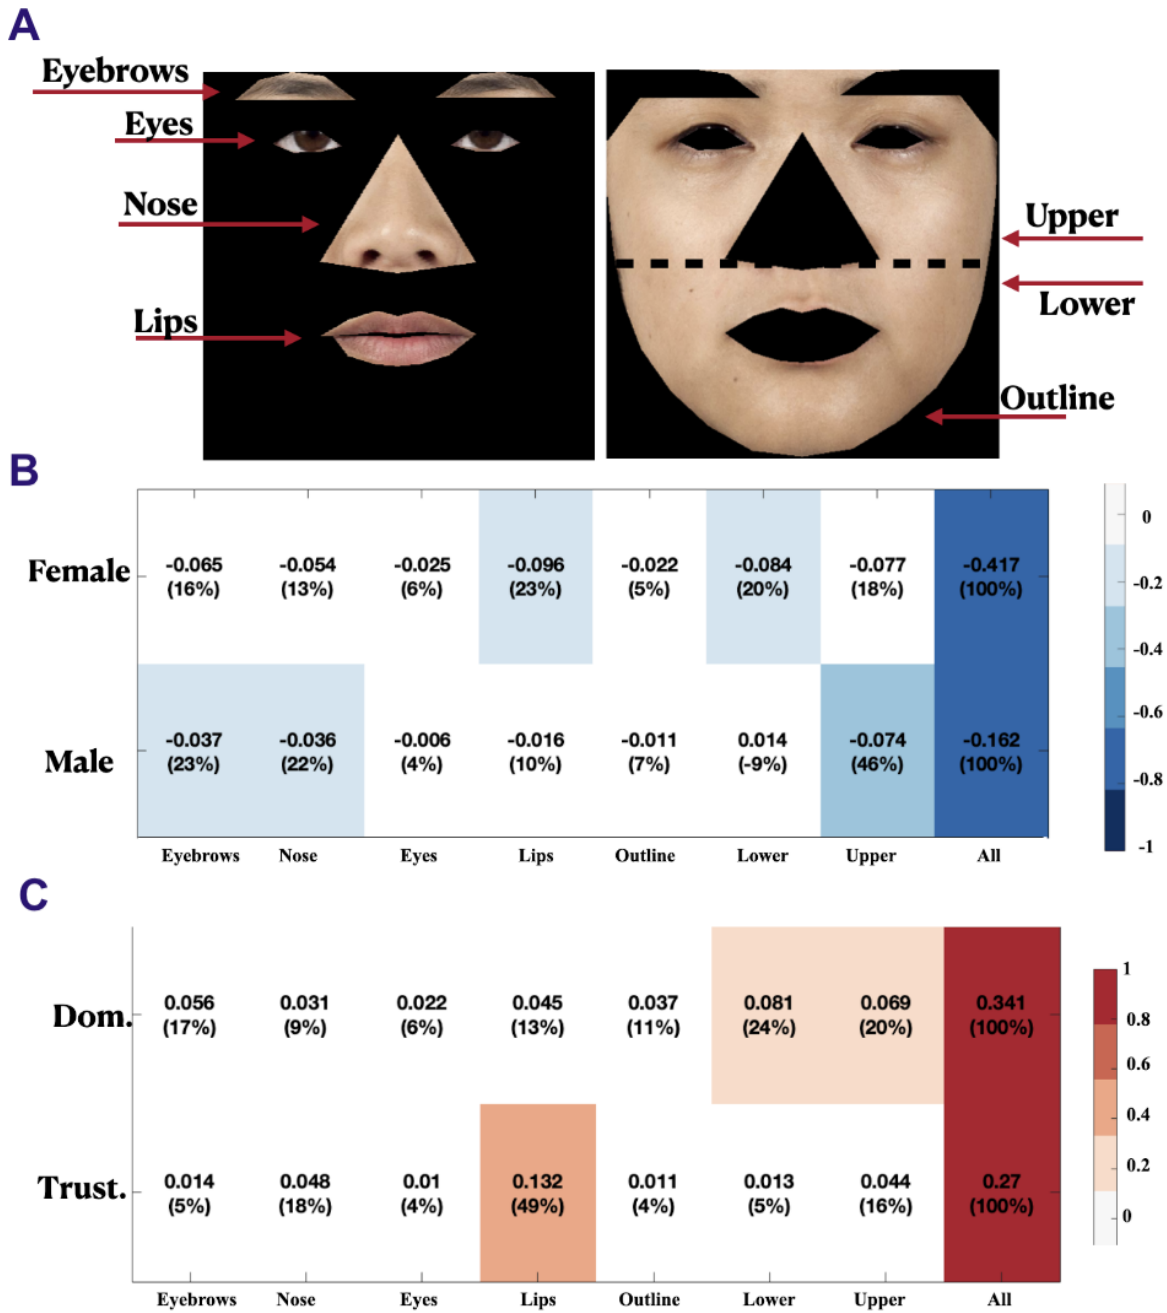 A
Eyebrows
Eyes
Nose
Lips
Upper
Lower
Outline
B
Female
-0.065 -0.054 -0.025 -0.096 -0.022 -0.084 -0.077 -0.417
(16%) (13%) (6%) (23%) (5%) (20%) (18%) (100%)
Male
-0.037 -0.036 -0.006 -0.016 -0.011 0.014 -0.074 -0.162
(23%) (22%) (4%) (10%) (7%) (-9%) (46%) (100%)
Eyebrows Nose Eyes Lips Outline Lower Upper All
0
-0.2
-0.4
-0.6
-0.8
-1
C
Dom.
0.056 0.031 0.022 0.045 0.037 0.081 0.069 0.341
(17%) (9%) (6%) (13%) (11%) (24%) (20%) (100%)
Trust.
0.014 0.048 0.01 0.132 0.011 0.013 0.044 0.27
(5%) (18%) (4%) (49%) (4%) (5%) (16%) (100%)
Eyebrows Nose Eyes Lips Outline Lower Upper All
1
0.8
0.6
0.4
0.2
0